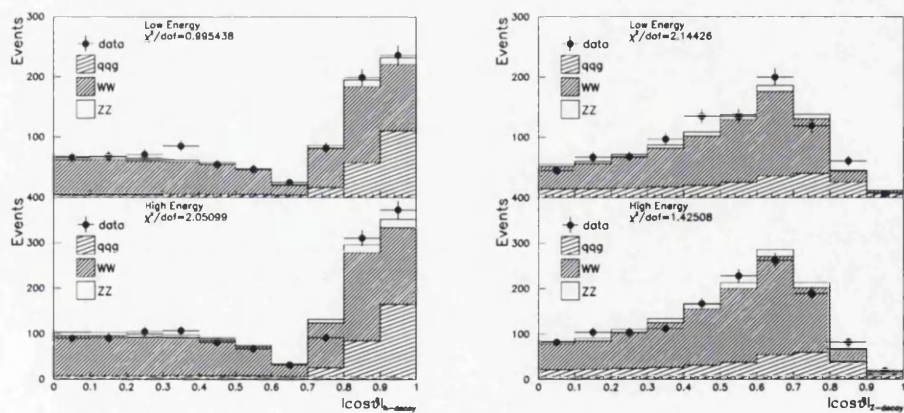 Events
300
200
100
400
Low Energy
χ²/dof=0.995438
data
qqg
WW
ZZ
Events
300
200
100
0
High Energy
χ²/dof=2.05099
data
qqg
WW
ZZ
0 0.1 0.2 0.3 0.4 0.5 0.6 0.7 0.8 0.9 1
|cosϑ|h-decay
Events
300
200
100
400
Low Energy
χ²/dof=2.14426
data
qqg
WW
ZZ
Events
300
200
100
0
High Energy
χ²/dof=1.42508
data
qqg
WW
ZZ
0 0.1 0.2 0.3 0.4 0.5 0.6 0.7 0.8 0.9 1
|cosϑ|Z-decay